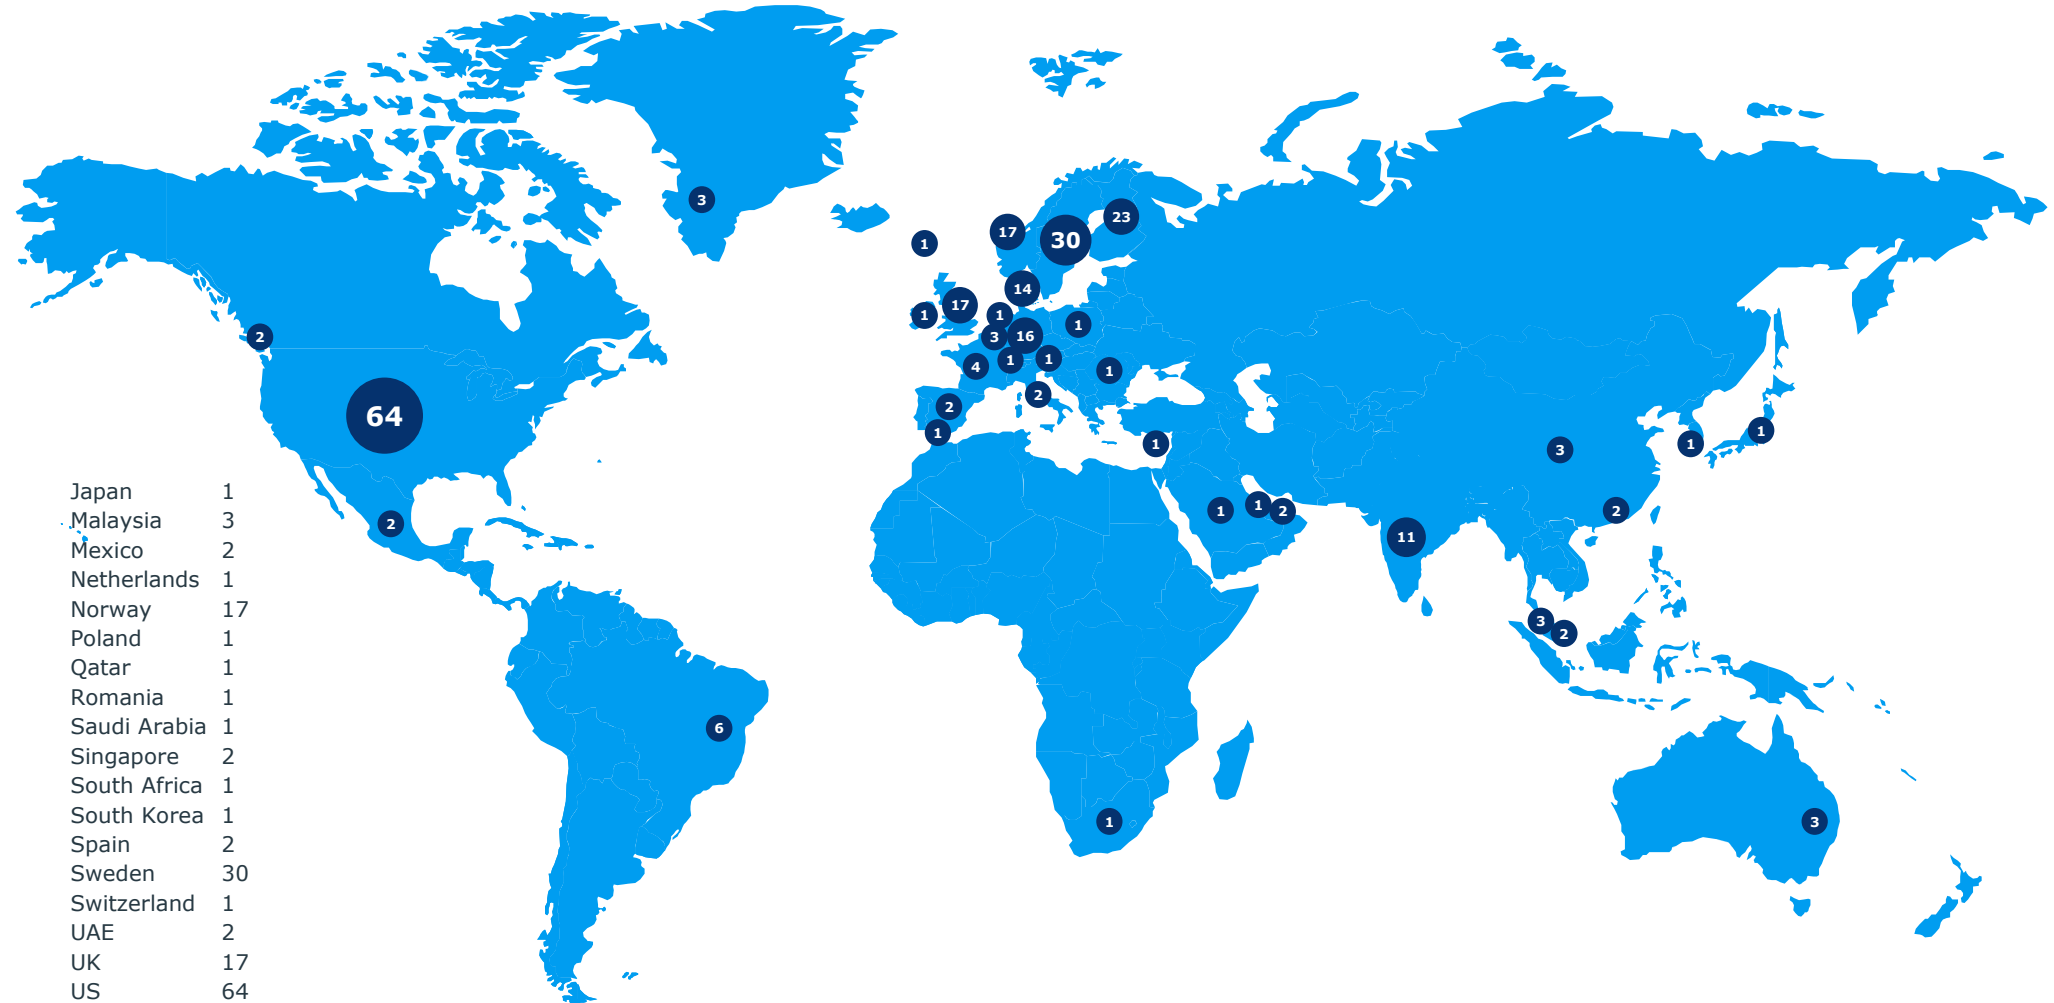 3
23
17
30
1
14
17
1
1
1
2
3
16
1
1
4
1
2
2
64
1
1
1
1
3
1
1
1
2
2
2
11
3
2
6
1
3
Japan 1
Malaysia 3
Mexico 2
Netherlands 1
Norway 17
Poland 1
Qatar 1
Romania 1
Saudi Arabia 1
Singapore 2
South Africa 1
South Korea 1
Spain 2
Sweden 30
Switzerland 1
UAE 2
UK 17
US 64